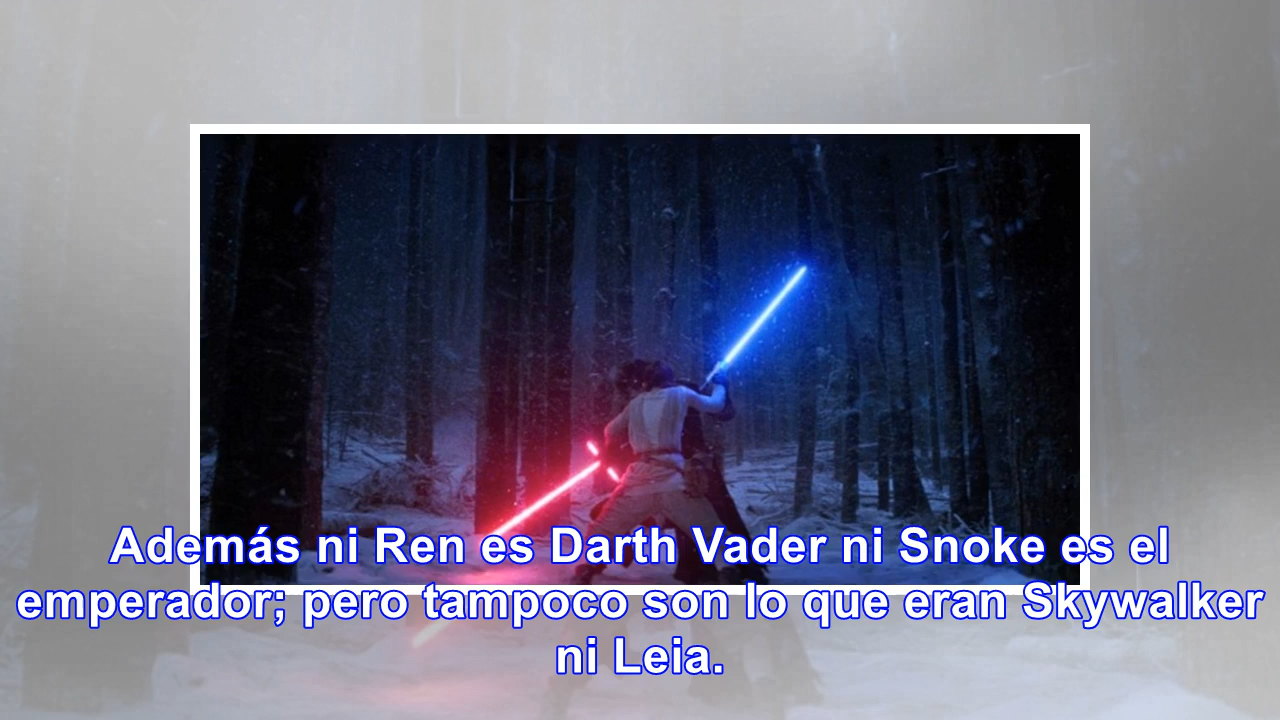 Además ni Ren es Darth Vader ni Snoke es el
emperador; pero tampoco son lo que eran Skywalker
ni Leia.